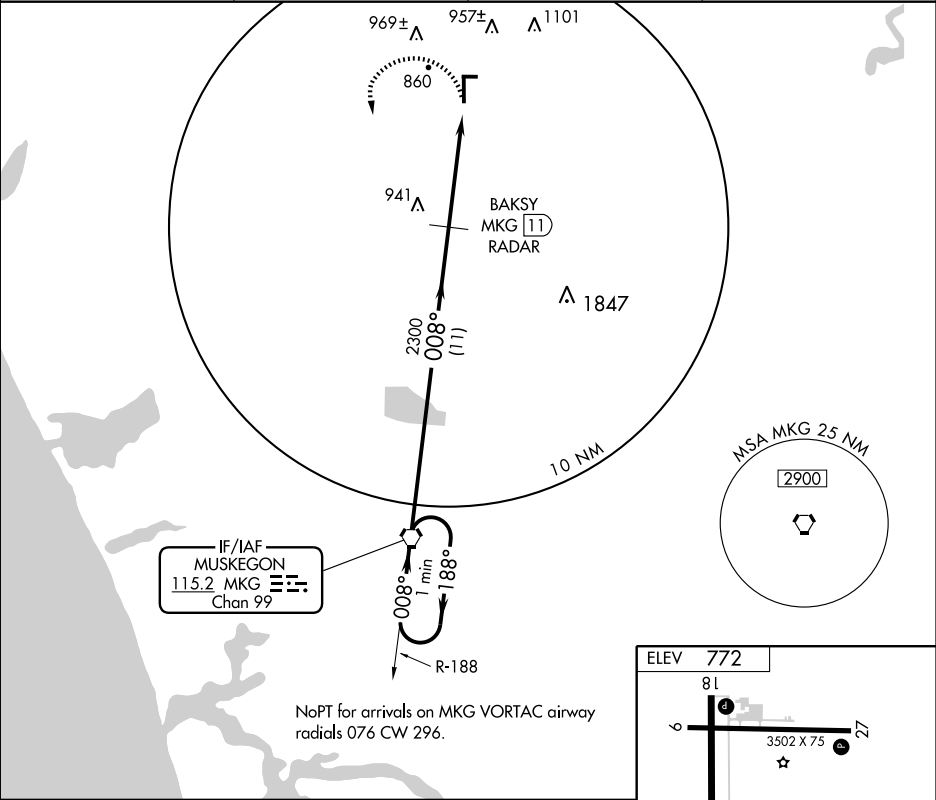 969±
957±
1101
860
941
BAKSY
MKG 11
RADAR
1847
2300
008°
(11)
10 NM
MSA MKG 25 NM
2900
IF/IAF
MUSKEGON
115.2 MKG
Chan 99
008°
1 min
188°
R-188
NoPT for arrivals on MKG VORTAC airway
radials 076 CW 296.
ELEV 772
18
P
9
27
3502 X 75
P